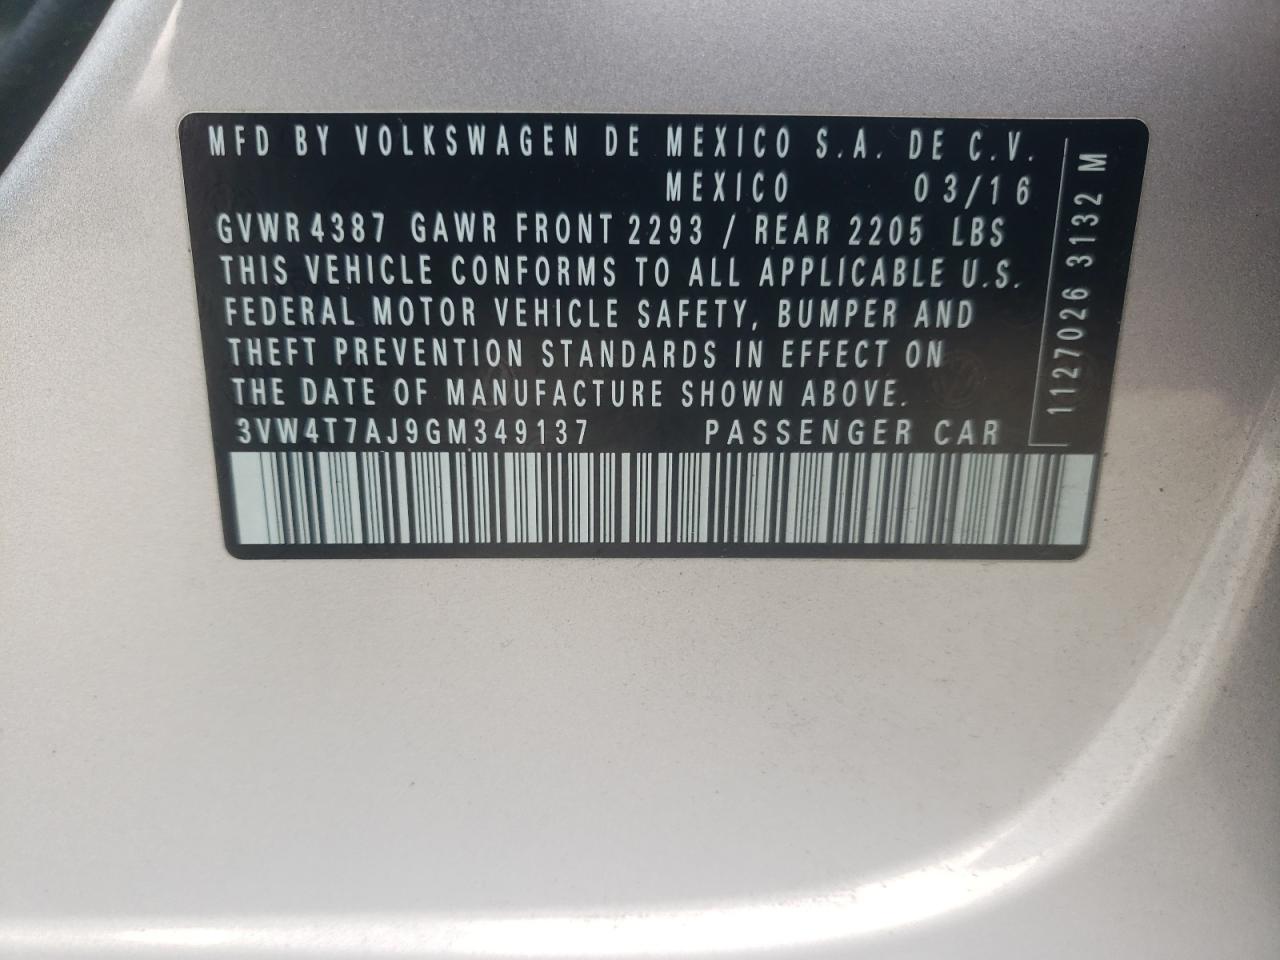 MFD BY VOLKSWAGEN DE MEXICO S.A. DE C.V.
MEXICO 03/16
GVWR 4387 GAWR FRONT 2293 / REAR 2205 LBS
THIS VEHICLE CONFORMS TO ALL APPLICABLE U.S.
FEDERAL MOTOR VEHICLE SAFETY, BUMPER AND
THEFT PREVENTION STANDARDS IN EFFECT ON
THE DATE OF MANUFACTURE SHOWN ABOVE.
3VW4T7AJ9GM349137 PASSENGER CAR
1127026 3132 M